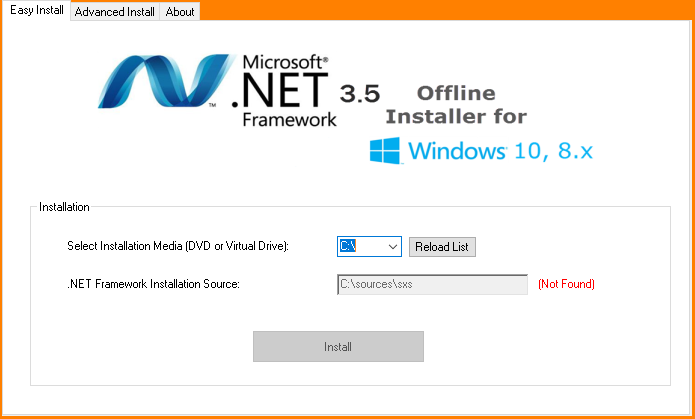 Easy Install Advanced Install About
Microsoft®
.NET
Framework
™
3.5 Offline
Installer for
Windows® 10, 8.x
Installation
Select Installation Media (DVD or Virtual Drive): C:\ Reload List
.NET Framework Installation Source: C:\sources\sxs (Not Found)
Install